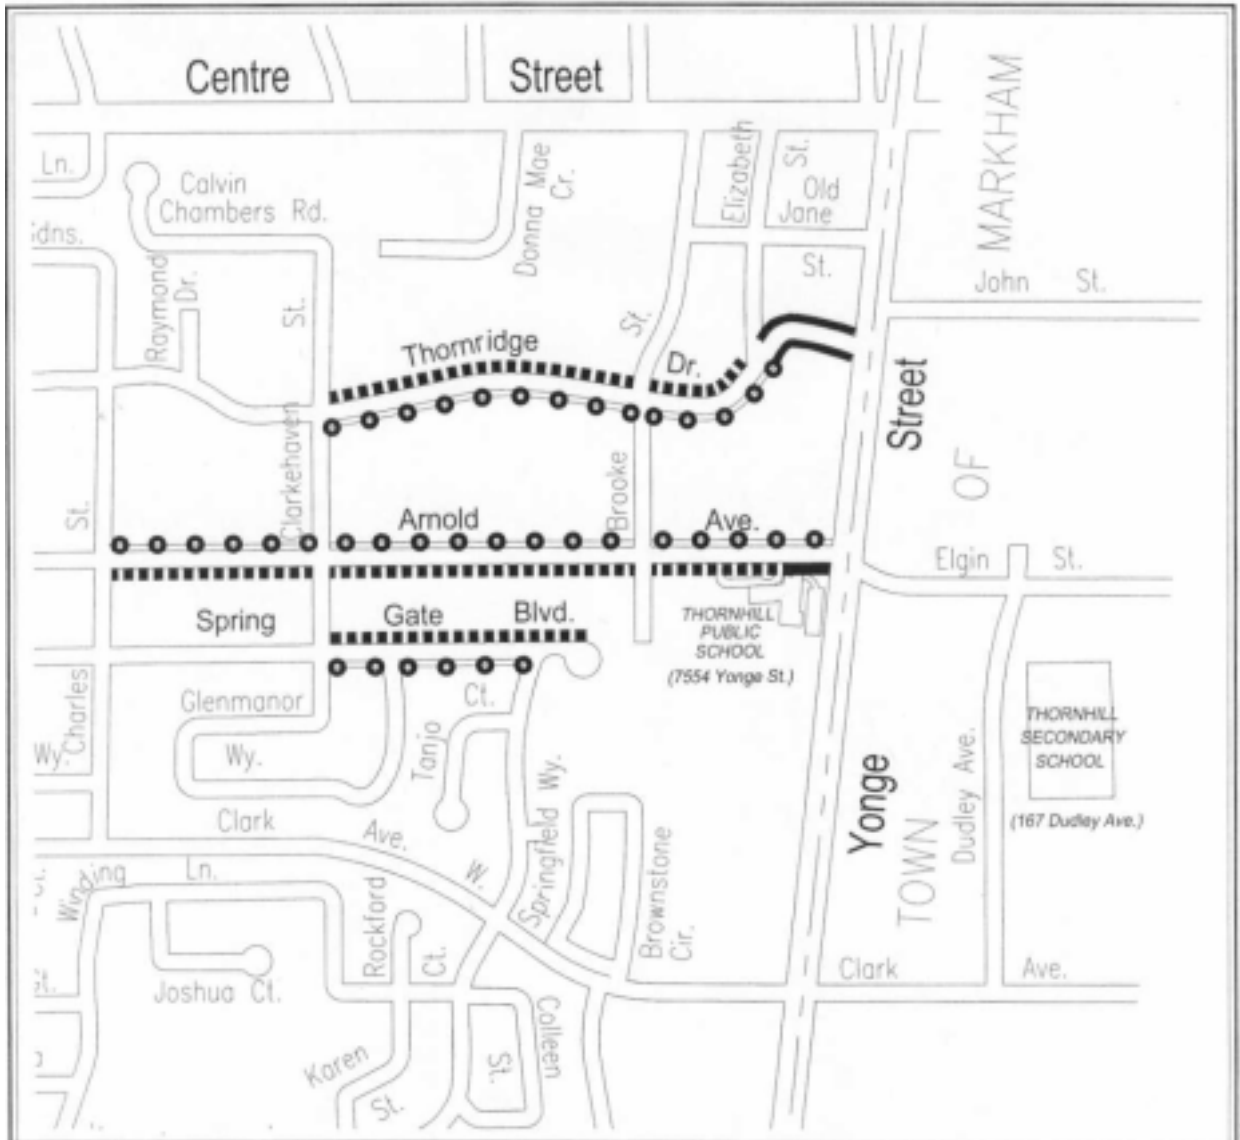 Centre Street
MARKHAM
Ln.
Calvin
Chambers Rd.
Donna Mae
Cr.
Elizabeth
St.
Old
Jane
St.
Raymond
Dr.
St.
John St.
Thornridge
Dr.
St.
Street
Clarkehaven
OF
St.
Arnold
Brooke
Ave.
Elgin St.
Spring Gate Blvd.
THORNHILL
PUBLIC
SCHOOL
(7554 Yonge St.)
Charles
Glenmanor
Wy.
Ct.
Tanjo
Wy.
THORNHILL
SECONDARY
SCHOOL
(167 Dudley Ave.)
Dudley Ave.
Yonge
TOWN
Clark
Ave.
W.
Springfield Wy.
Brownstone
Cir.
Winding
Ln.
Rockford
Ct.
Joshua Ct.
Clark Ave.
Colleen
St.
Karen
St.